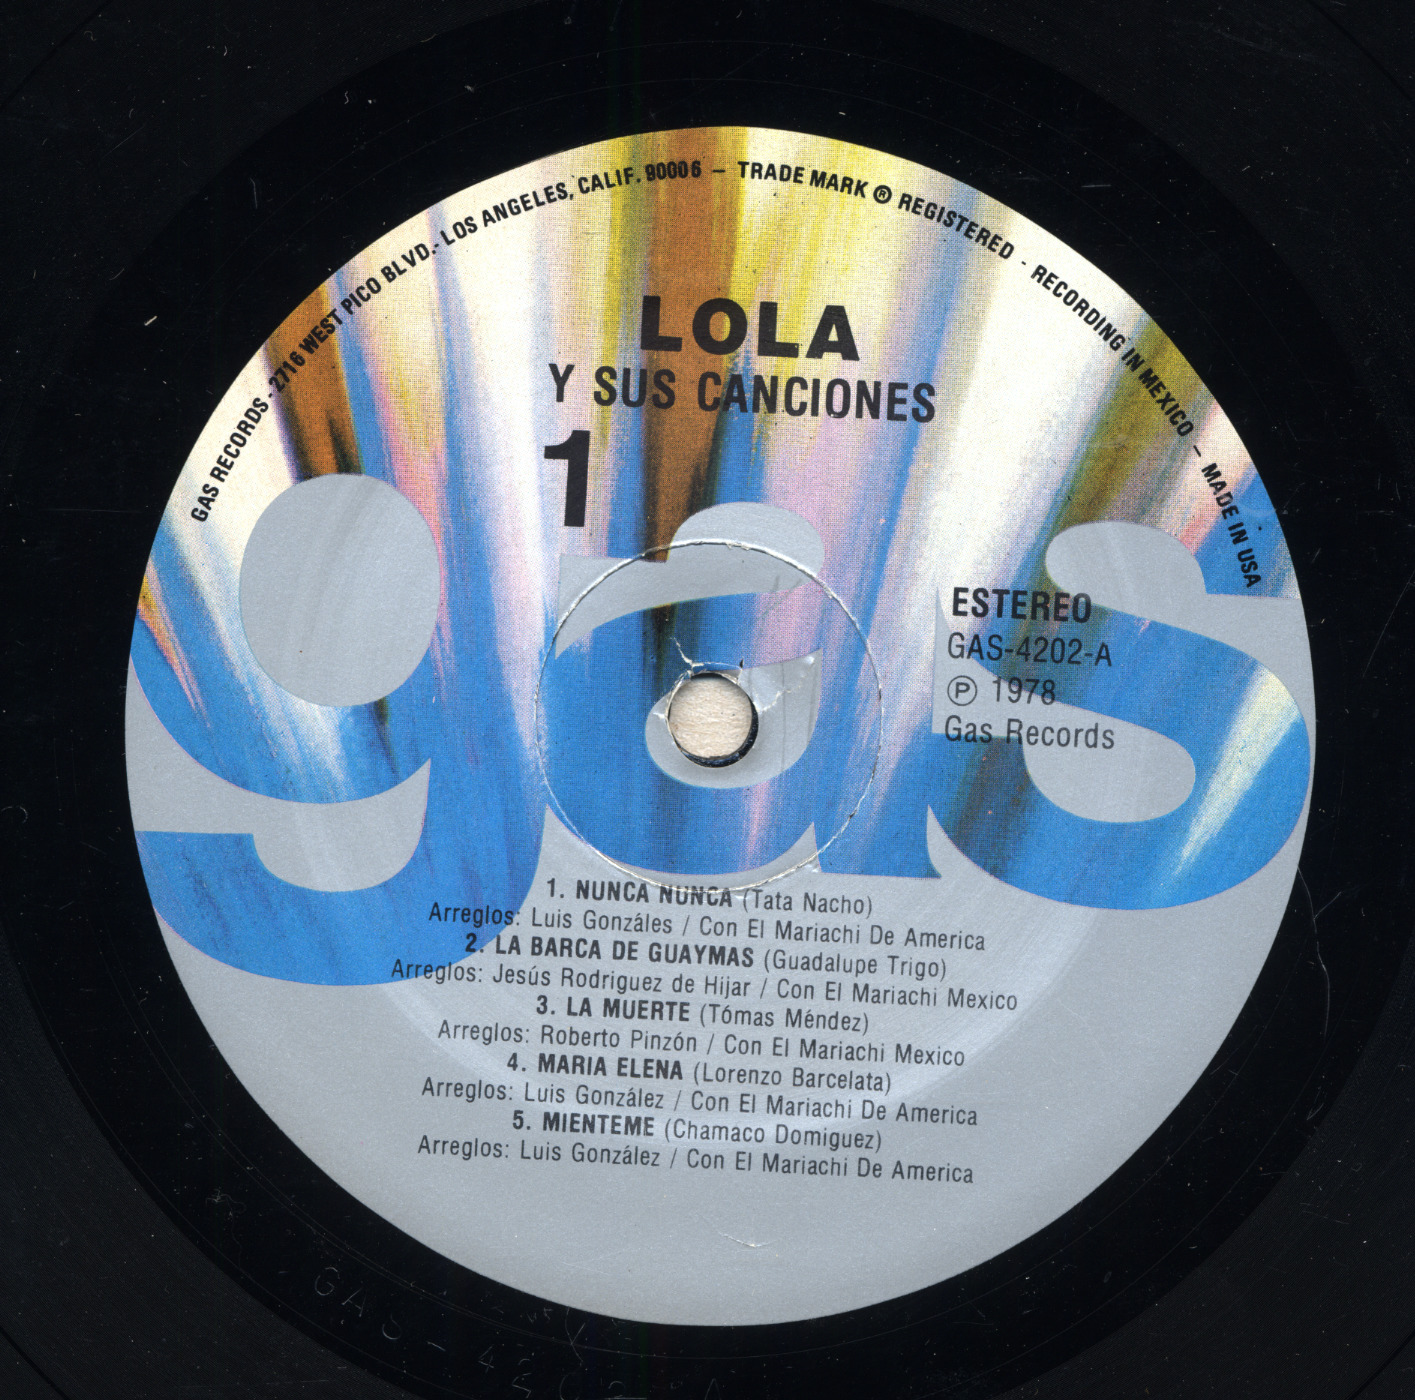 GAS RECORDS - 2716 WEST PICO BLVD.- LOS ANGELES, CALIF. 90006 – TRADE MARK ® REGISTERED - RECORDING IN MEXICO – MADE IN USA
LOLA
Y SUS CANCIONES
1
gas
ESTEREO
GAS-4202-A
Ⓟ 1978
Gas Records
1. NUNCA NUNCA (Tata Nacho)
Arreglos: Luis Gonzáles / Con El Mariachi De America
2. LA BARCA DE GUAYMAS (Guadalupe Trigo)
Arreglos: Jesús Rodriguez de Hijar / Con El Mariachi Mexico
3. LA MUERTE (Tómas Méndez)
Arreglos: Roberto Pinzón / Con El Mariachi Mexico
4. MARIA ELENA (Lorenzo Barcelata)
Arreglos: Luis González / Con El Mariachi De America
5. MIENTEME (Chamaco Domiguez)
Arreglos: Luis González / Con El Mariachi De America
GAS-4202-A